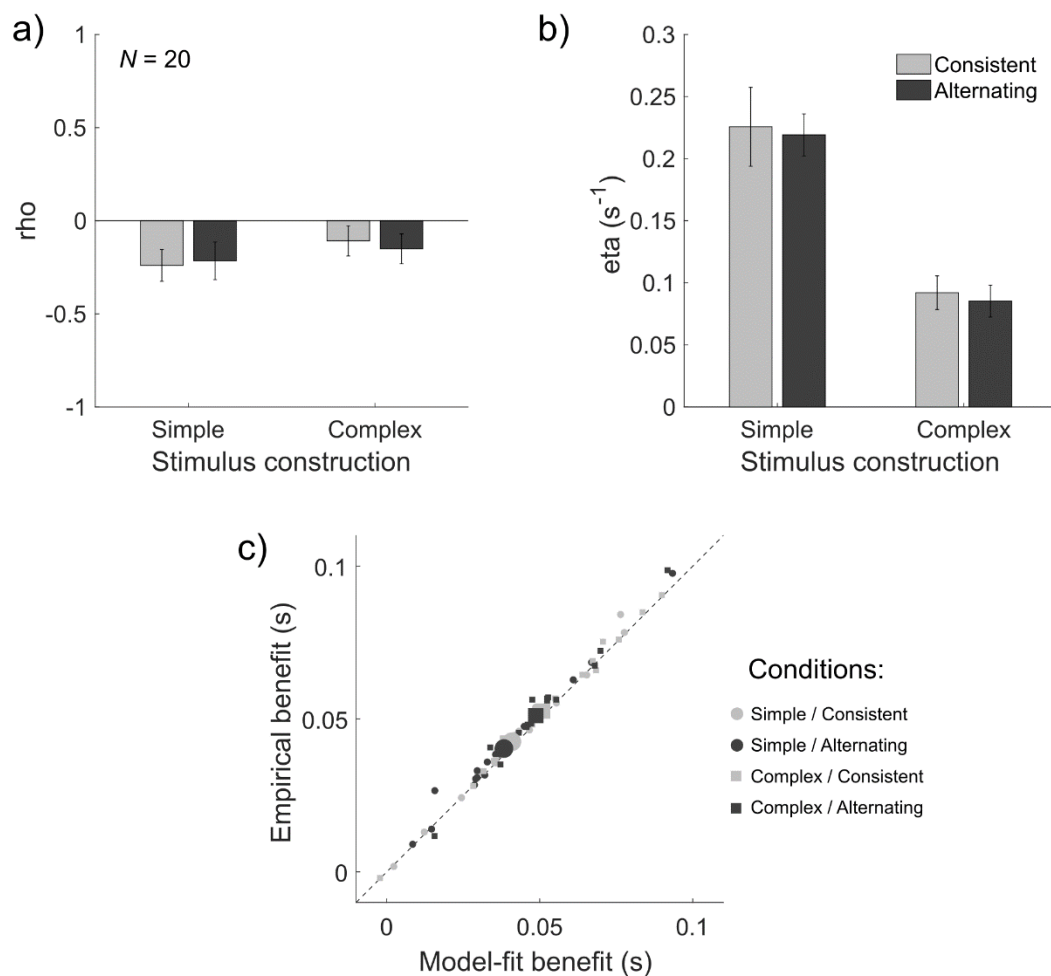 a)
N = 20
1
0.5
0
-0.5
-1
rho
Simple Complex
Stimulus construction
b)
0.3
0.25
0.2
0.15
0.1
0.05
0
eta (s⁻¹)
Consistent
Alternating
Simple Complex
Stimulus construction
c)
0.1
0.05
0
Empirical benefit (s)
0 0.05 0.1
Model-fit benefit (s)
Conditions:
Simple / Consistent
Simple / Alternating
Complex / Consistent
Complex / Alternating